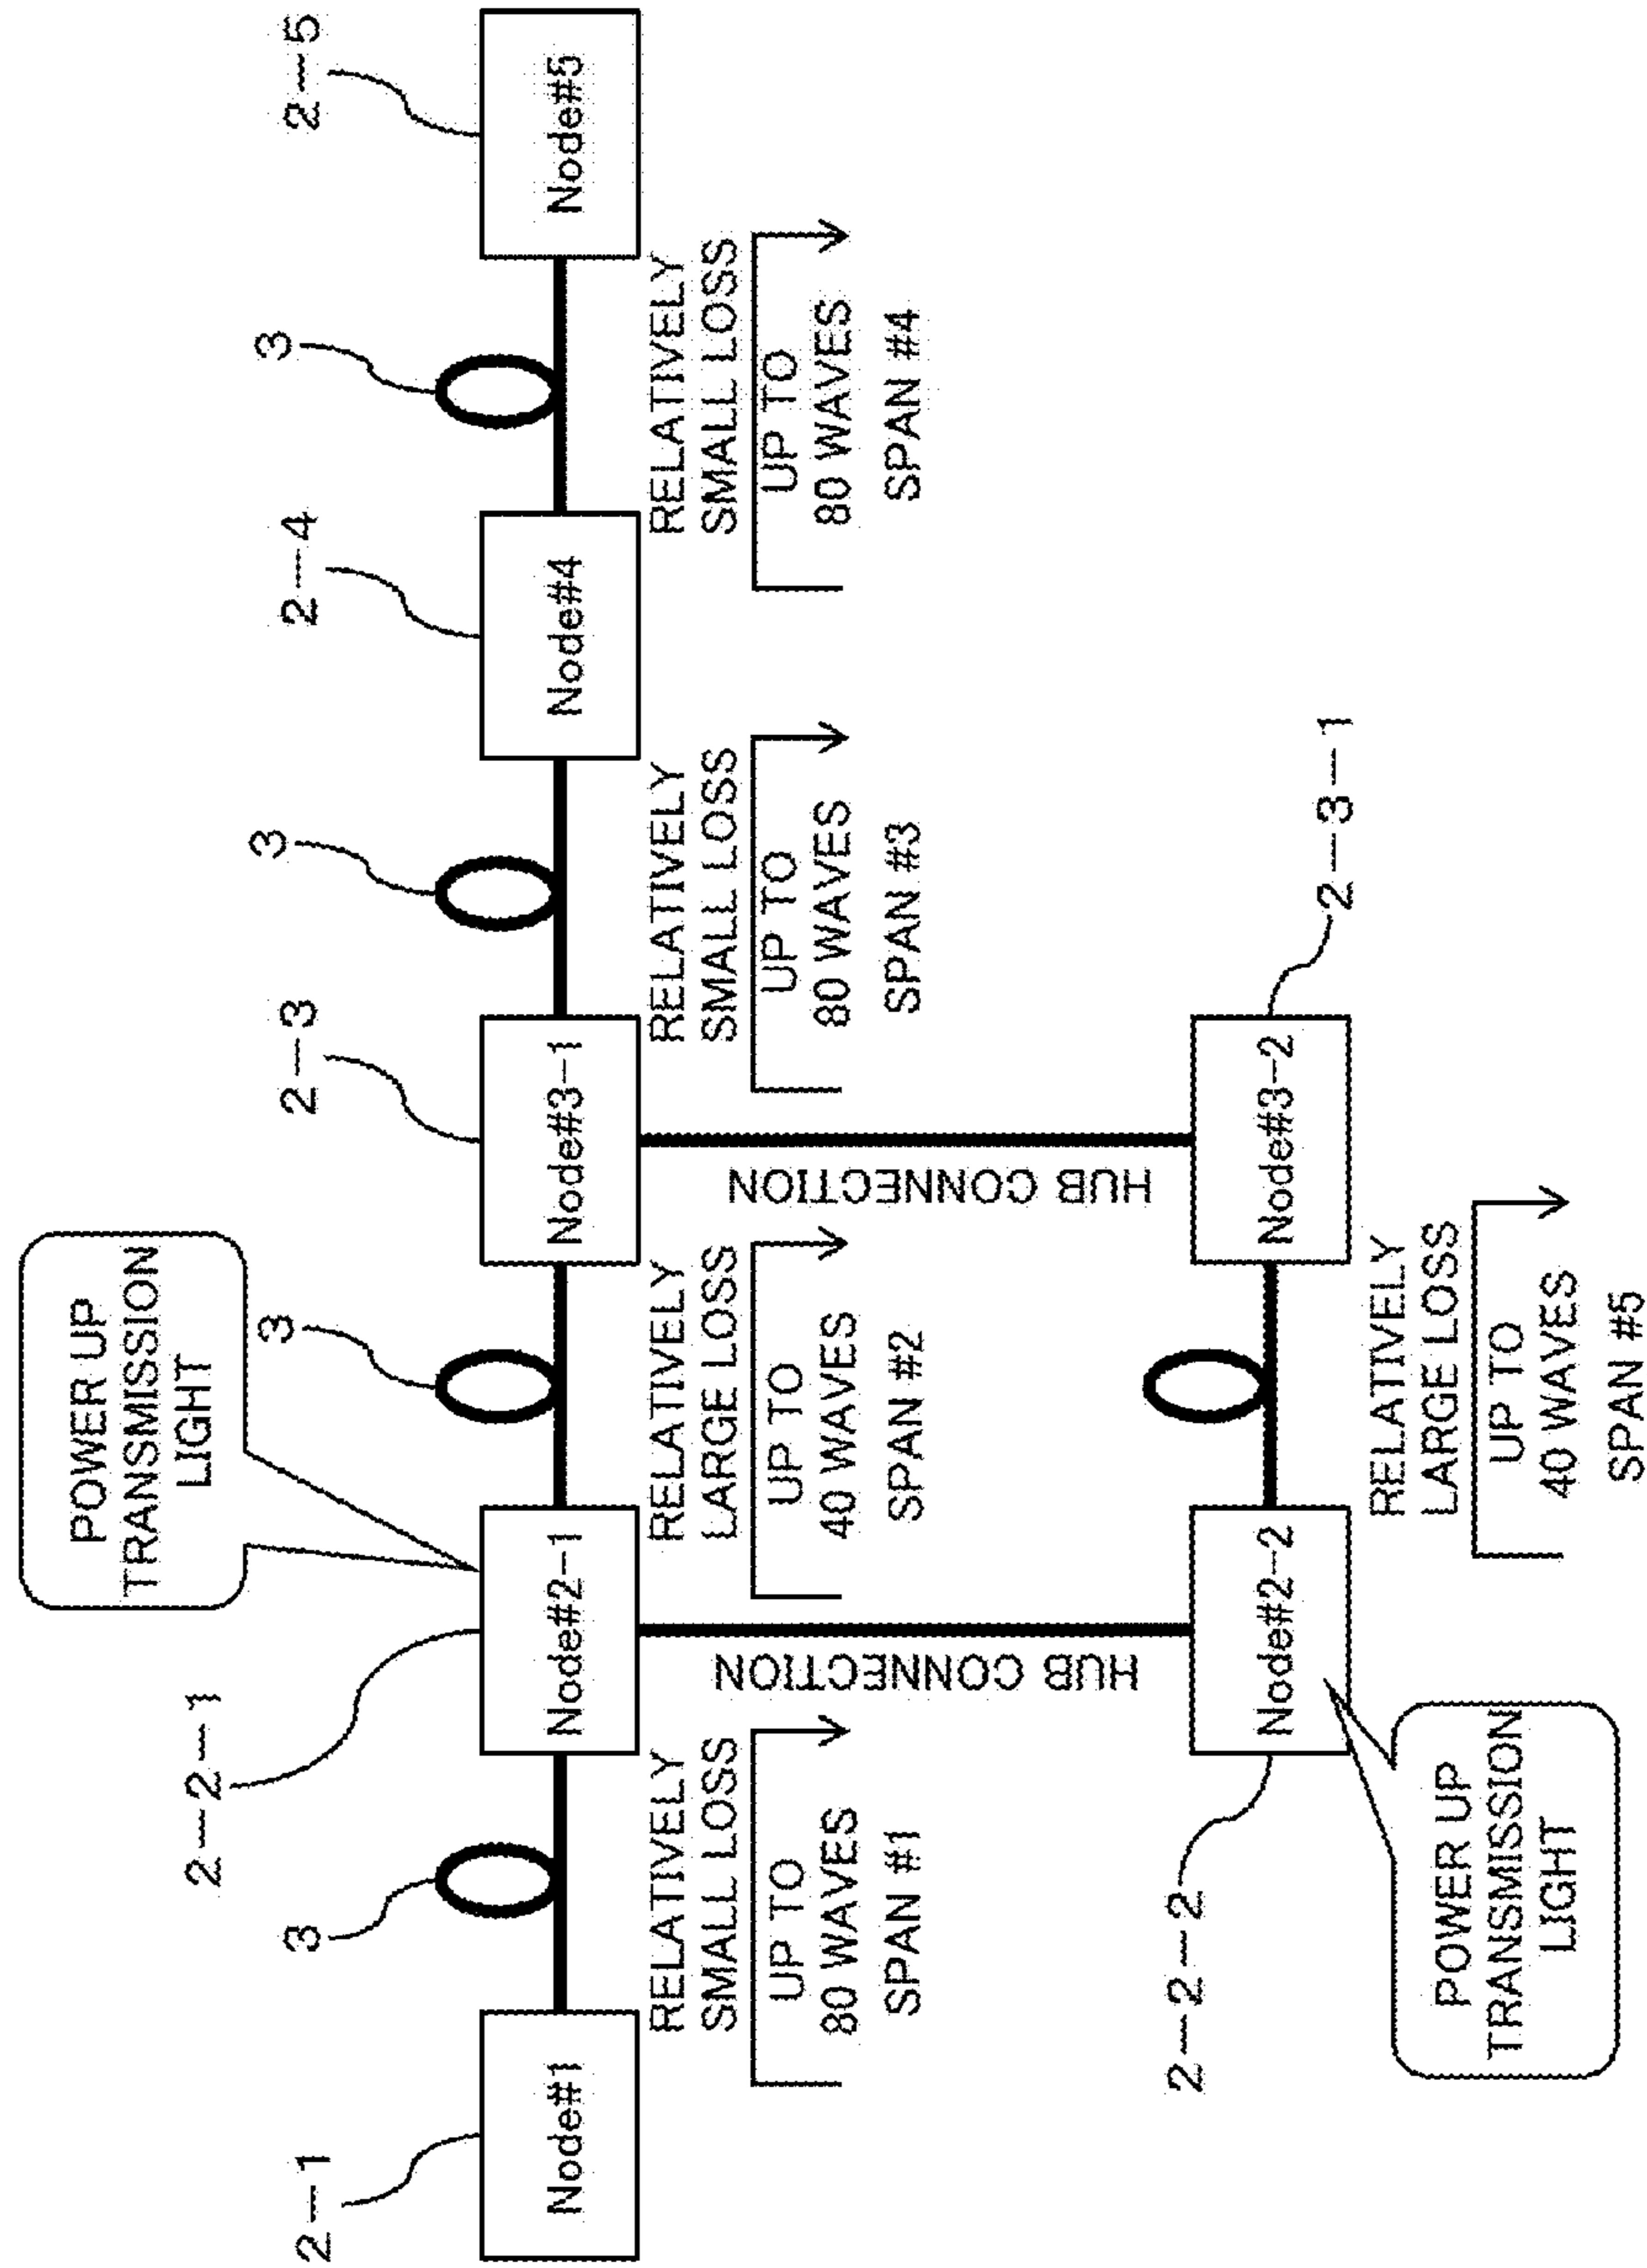 POWER UP
TRANSMISSION
LIGHT
2-1
3
2-2-1
3
2-3
3
2-4
3
2-5
Node#1
Node#2-1
Node#3-1
Node#4
Node#5
RELATIVELY
SMALL LOSS
UP TO
80 WAVES
SPAN #1
RELATIVELY
LARGE LOSS
UP TO
40 WAVES
SPAN #2
RELATIVELY
SMALL LOSS
UP TO
80 WAVES
SPAN #3
RELATIVELY
SMALL LOSS
UP TO
80 WAVES
SPAN #4
HUB CONNECTION
HUB CONNECTION
2-2-2
Node#2-2
Node#3-2
2-3-1
RELATIVELY
LARGE LOSS
UP TO
40 WAVES
SPAN #5
POWER UP
TRANSMISSION
LIGHT